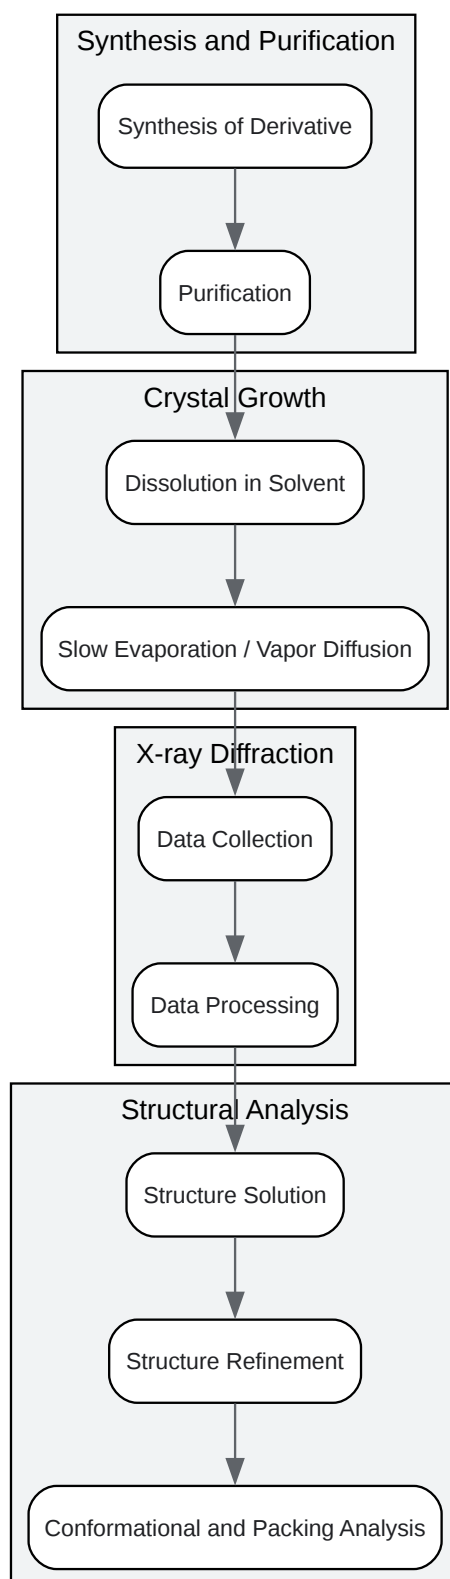 Synthesis and Purification
Synthesis of Derivative
Purification
Crystal Growth
Dissolution in Solvent
Slow Evaporation / Vapor Diffusion
X-ray Diffraction
Data Collection
Data Processing
Structural Analysis
Structure Solution
Structure Refinement
Conformational and Packing Analysis